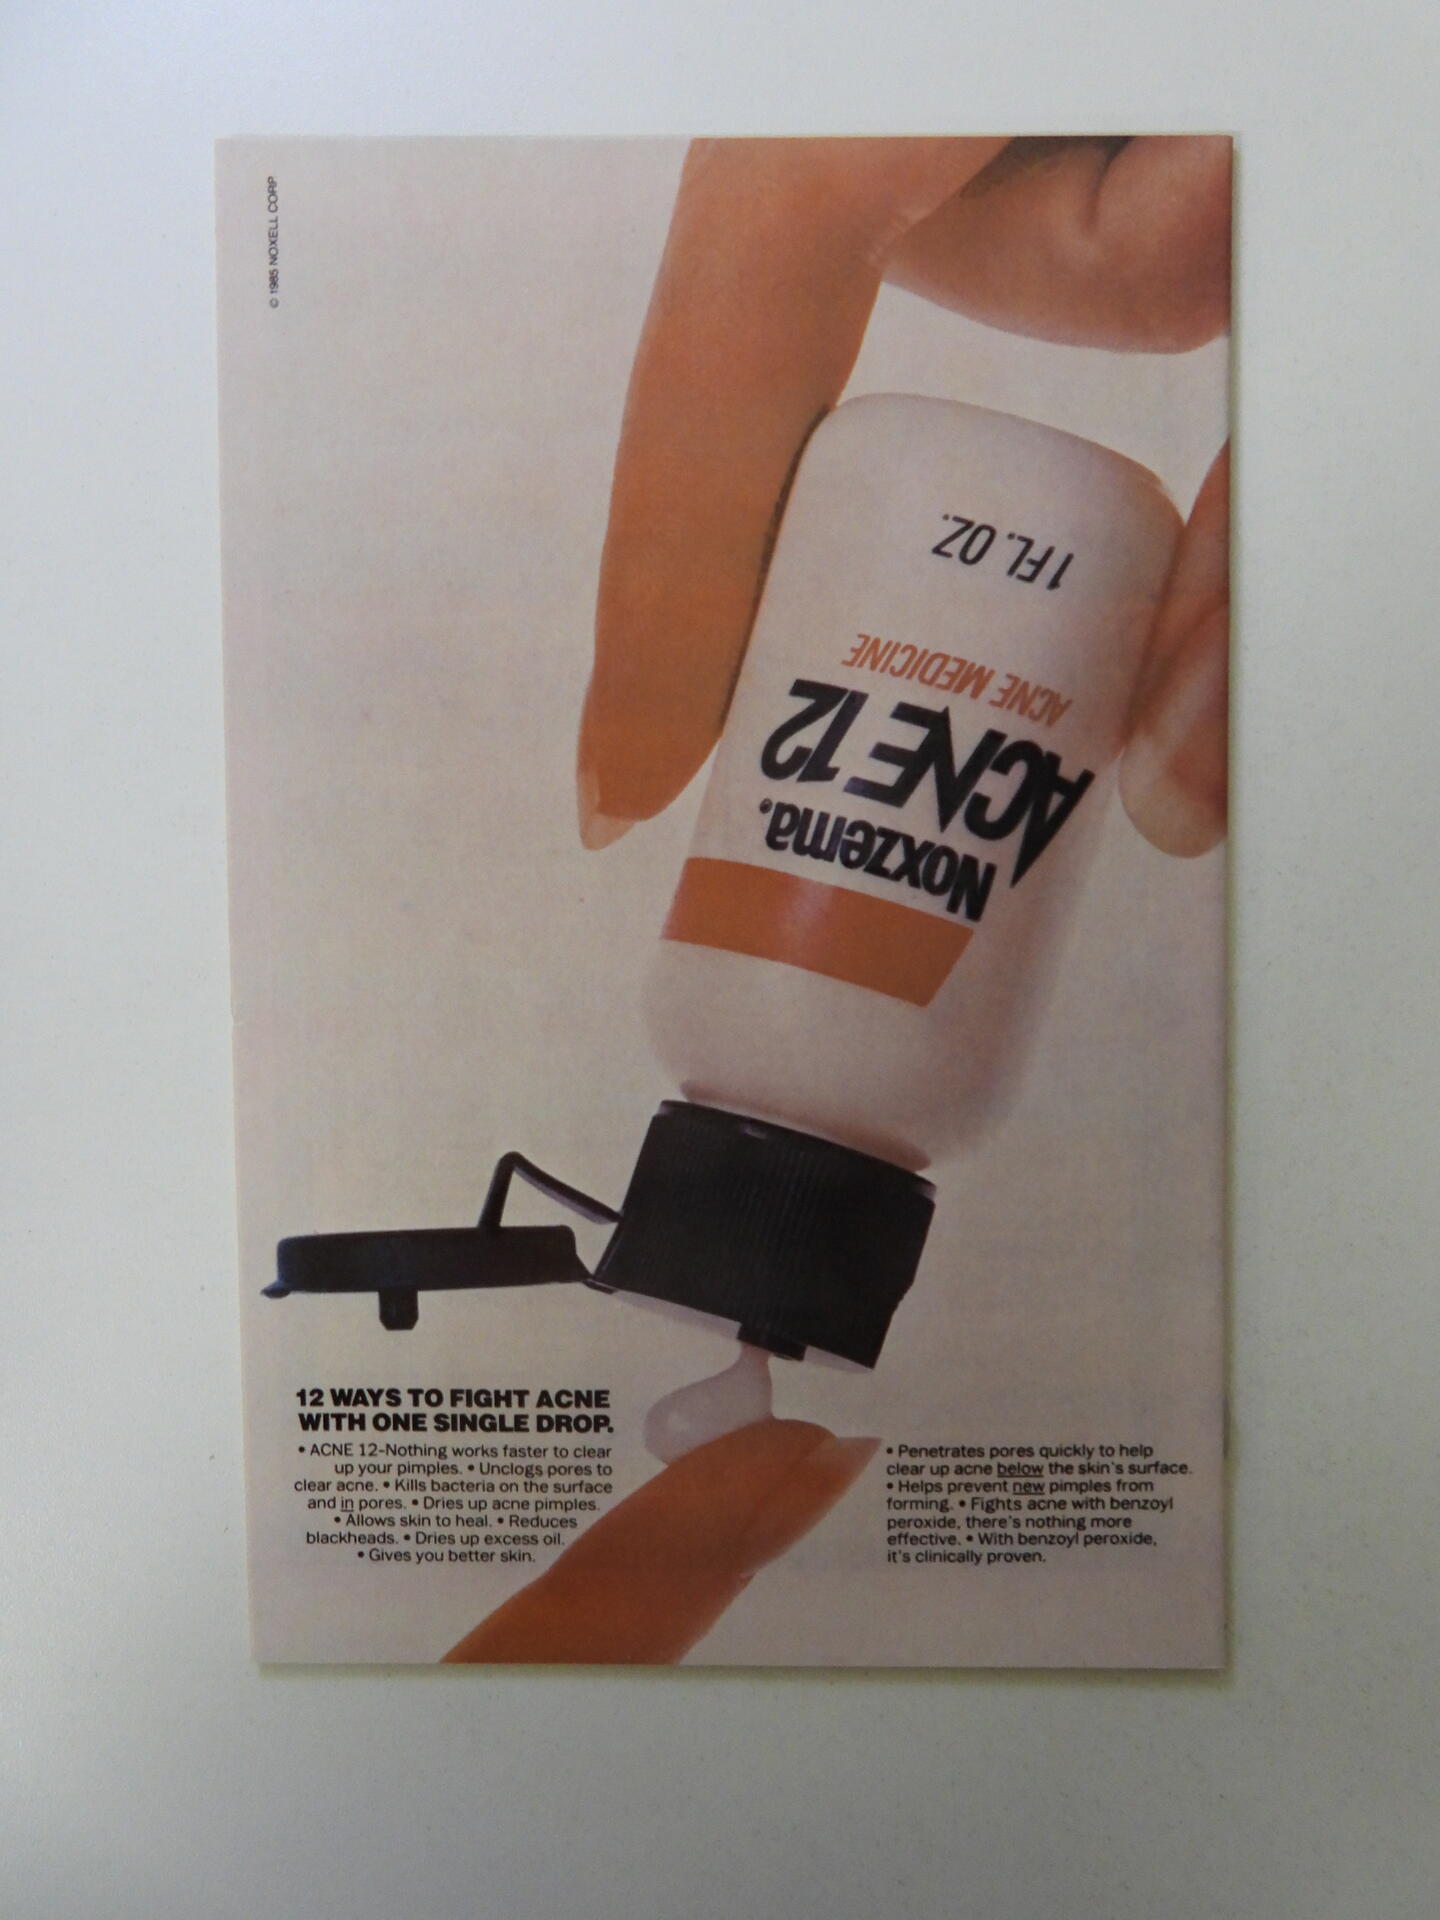 © 1985 NOXELL CORP
1 FL. OZ.
ACNE MEDICINE
ACNE 12
Noxzema®
12 WAYS TO FIGHT ACNE
WITH ONE SINGLE DROP.
• ACNE 12-Nothing works faster to clear
up your pimples. • Unclogs pores to
clear acne. • Kills bacteria on the surface
and in pores. • Dries up acne pimples.
• Allows skin to heal. • Reduces
blackheads. • Dries up excess oil.
• Gives you better skin.
• Penetrates pores quickly to help
clear up acne below the skin's surface.
• Helps prevent new pimples from
forming. • Fights acne with benzoyl
peroxide, there's nothing more
effective. • With benzoyl peroxide,
it's clinically proven.